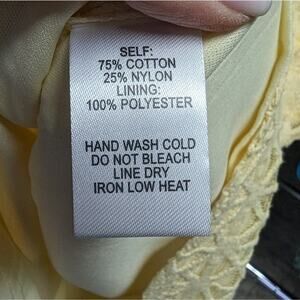 SELF:
75% COTTON
25% NYLON
LINING:
100% POLYESTER
HAND WASH COLD
DO NOT BLEACH
LINE DRY
IRON LOW HEAT